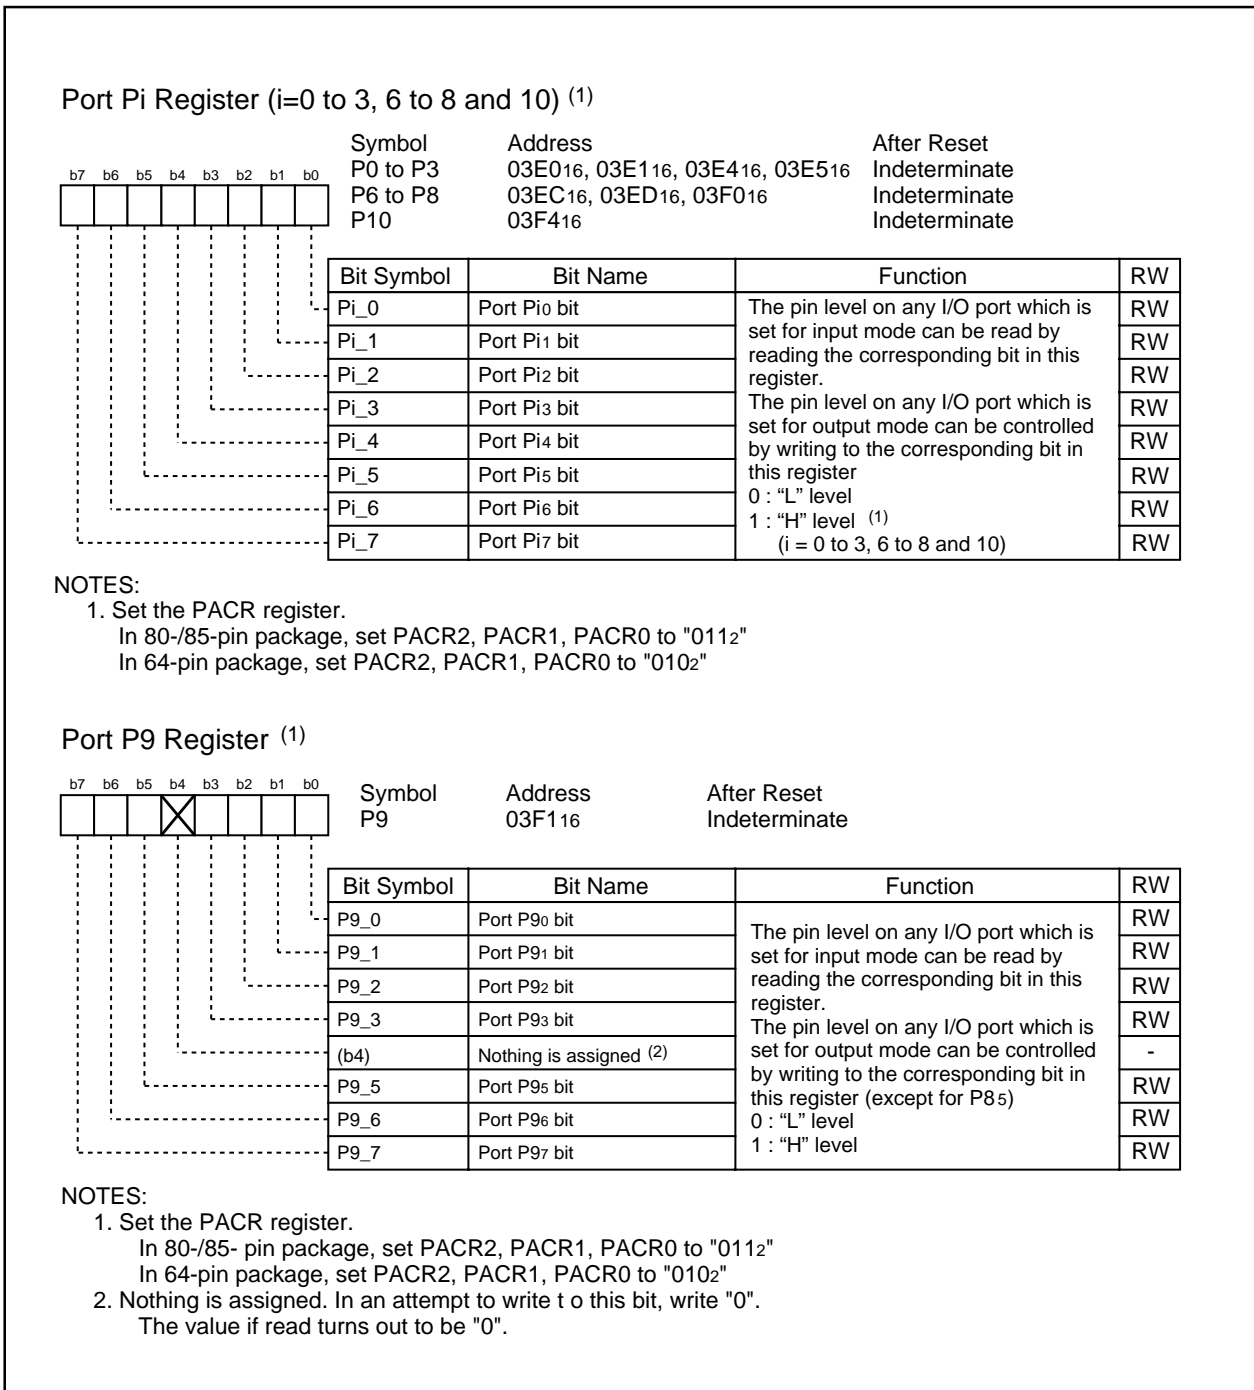 Port Pi Register (i=0 to 3, 6 to 8 and 10) (1)
Symbol Address After Reset
P0 to P3 03E016, 03E116, 03E416, 03E516 Indeterminate
P6 to P8 03EC16, 03ED16, 03F016 Indeterminate
P10 03F416 Indeterminate
b7 b6 b5 b4 b3 b2 b1 b0
Bit Symbol Bit Name Function RW
Pi_0 Port Pi0 bit RW
Pi_1 Port Pi1 bit RW
Pi_2 Port Pi2 bit RW
Pi_3 Port Pi3 bit RW
Pi_4 Port Pi4 bit RW
Pi_5 Port Pi5 bit RW
Pi_6 Port Pi6 bit RW
Pi_7 Port Pi7 bit RW
The pin level on any I/O port which is
set for input mode can be read by
reading the corresponding bit in this
register.
The pin level on any I/O port which is
set for output mode can be controlled
by writing to the corresponding bit in
this register
0 : “L” level
1 : “H” level (1)
(i = 0 to 3, 6 to 8 and 10)
NOTES:
1. Set the PACR register.
In 80-/85-pin package, set PACR2, PACR1, PACR0 to "0112"
In 64-pin package, set PACR2, PACR1, PACR0 to "0102"
Port P9 Register (1)
b7 b6 b5 b4 b3 b2 b1 b0
Symbol Address After Reset
P9 03F116 Indeterminate
Bit Symbol Bit Name Function RW
P9_0 Port P90 bit RW
P9_1 Port P91 bit RW
P9_2 Port P92 bit RW
P9_3 Port P93 bit RW
(b4) Nothing is assigned (2) -
P9_5 Port P95 bit RW
P9_6 Port P96 bit RW
P9_7 Port P97 bit RW
The pin level on any I/O port which is
set for input mode can be read by
reading the corresponding bit in this
register.
The pin level on any I/O port which is
set for output mode can be controlled
by writing to the corresponding bit in
this register (except for P85)
0 : “L” level
1 : “H” level
NOTES:
1. Set the PACR register.
In 80-/85- pin package, set PACR2, PACR1, PACR0 to "0112"
In 64-pin package, set PACR2, PACR1, PACR0 to "0102"
2. Nothing is assigned. In an attempt to write t o this bit, write "0".
The value if read turns out to be "0".